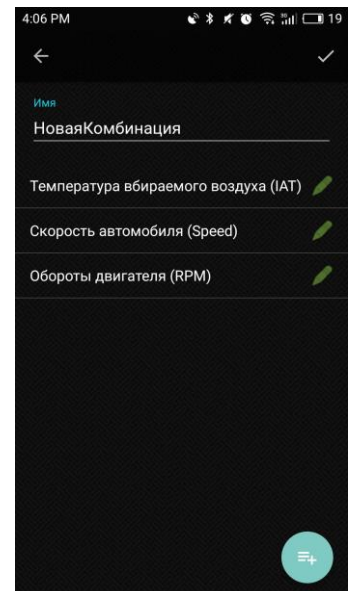 4:06 PM 19
Имя
НоваяКомбинация
Температура вбираемого воздуха (IAT)
Скорость автомобиля (Speed)
Обороты двигателя (RPM)